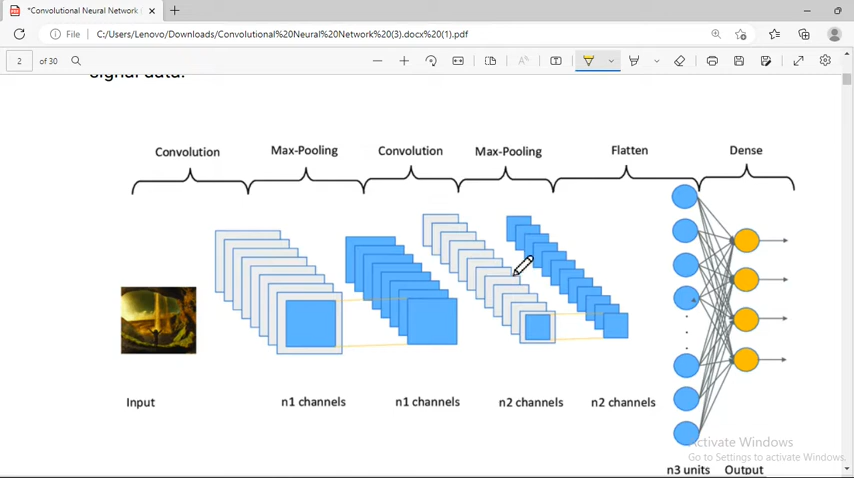 *Convolutional Neural Network
File
C:/Users/Lenovo/Downloads/Convolutional%20Neural%20Network%20(3).docx%20(1).pdf
2 of 30
signal data.
Convolution Max-Pooling Convolution Max-Pooling Flatten Dense
Input n1 channels n1 channels n2 channels n2 channels
Activate Windows
Go to Settings to activate Windows.
n3 units Output